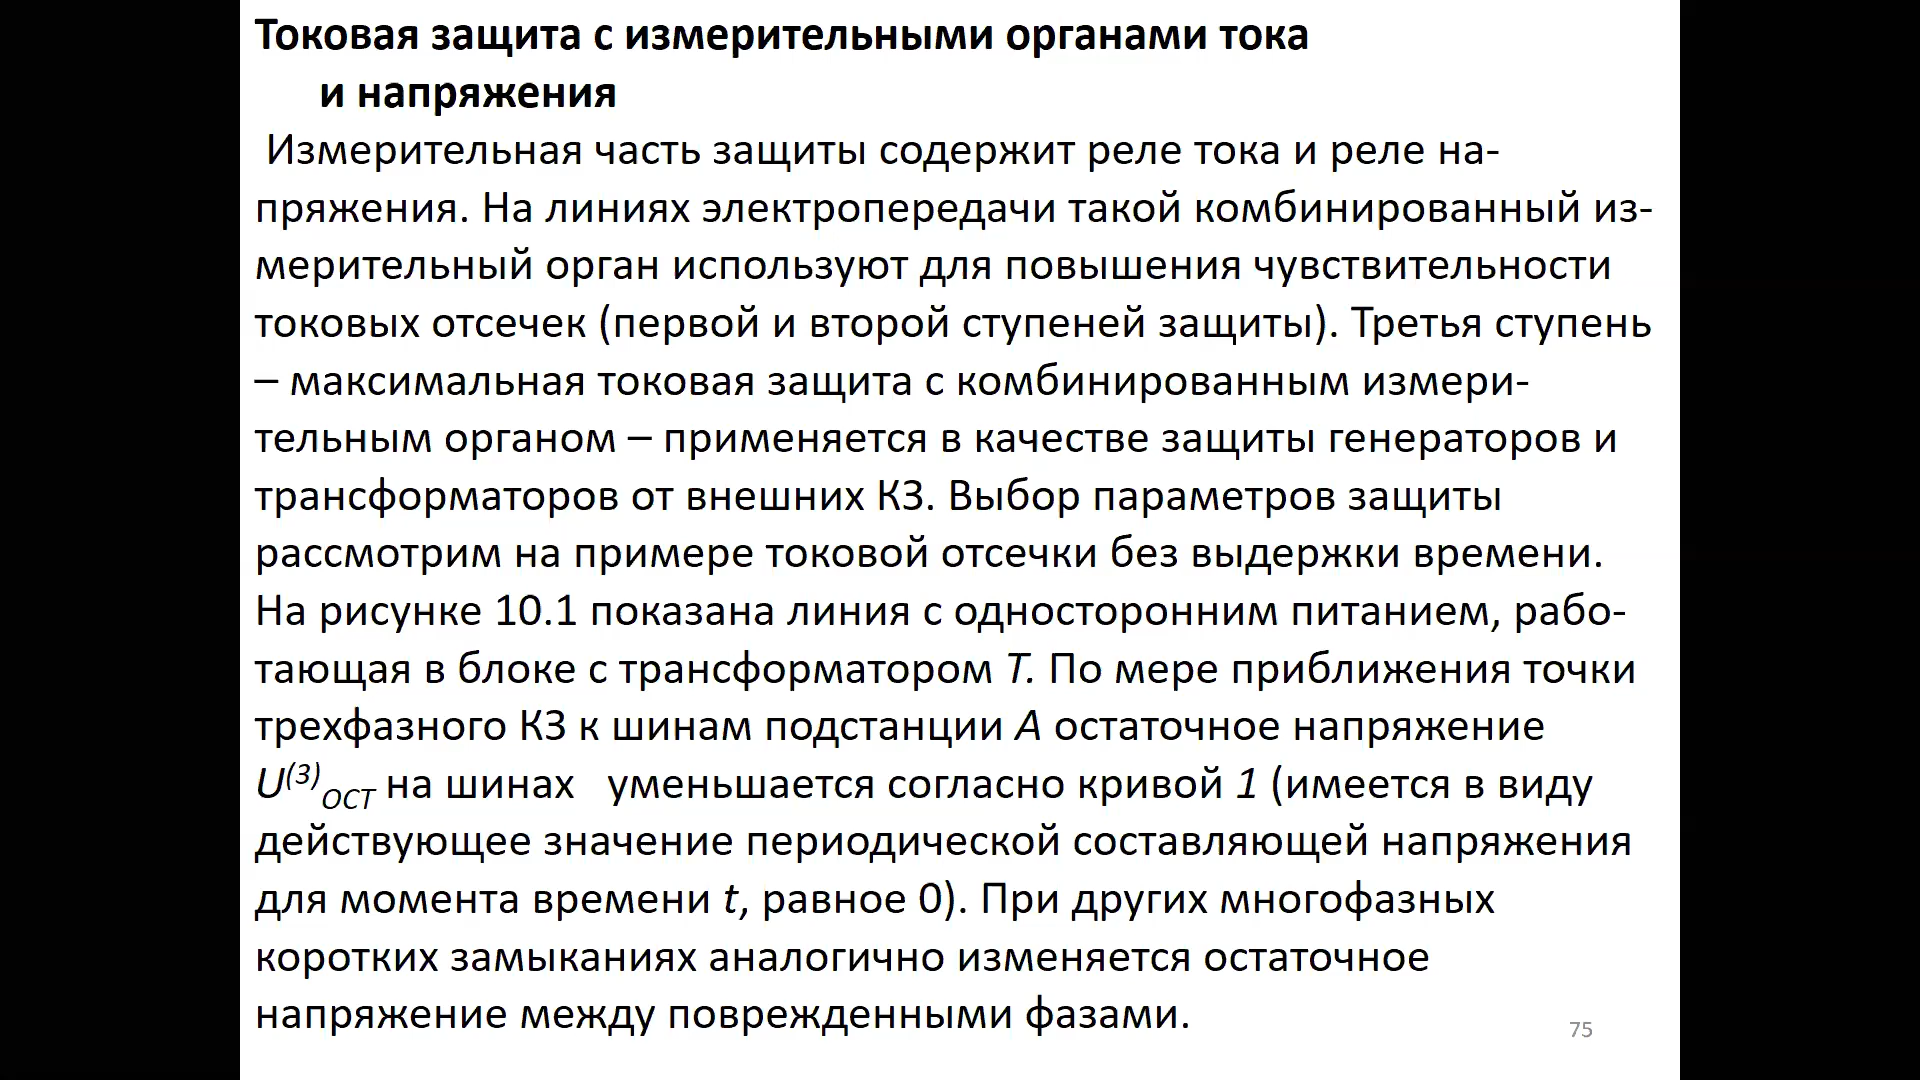 Токовая защита с измерительными органами тока
и напряжения
Измерительная часть защиты содержит реле тока и реле на-
пряжения. На линиях электропередачи такой комбинированный из-
мерительный орган используют для повышения чувствительности
токовых отсечек (первой и второй ступеней защиты). Третья ступень
– максимальная токовая защита с комбинированным измери-
тельным органом – применяется в качестве защиты генераторов и
трансформаторов от внешних КЗ. Выбор параметров защиты
рассмотрим на примере токовой отсечки без выдержки времени.
На рисунке 10.1 показана линия с односторонним питанием, рабо-
тающая в блоке с трансформатором Т. По мере приближения точки
трехфазного КЗ к шинам подстанции А остаточное напряжение
U(3)ОСТ на шинах уменьшается согласно кривой 1 (имеется в виду
действующее значение периодической составляющей напряжения
для момента времени t, равное 0). При других многофазных
коротких замыканиях аналогично изменяется остаточное
напряжение между поврежденными фазами.
75